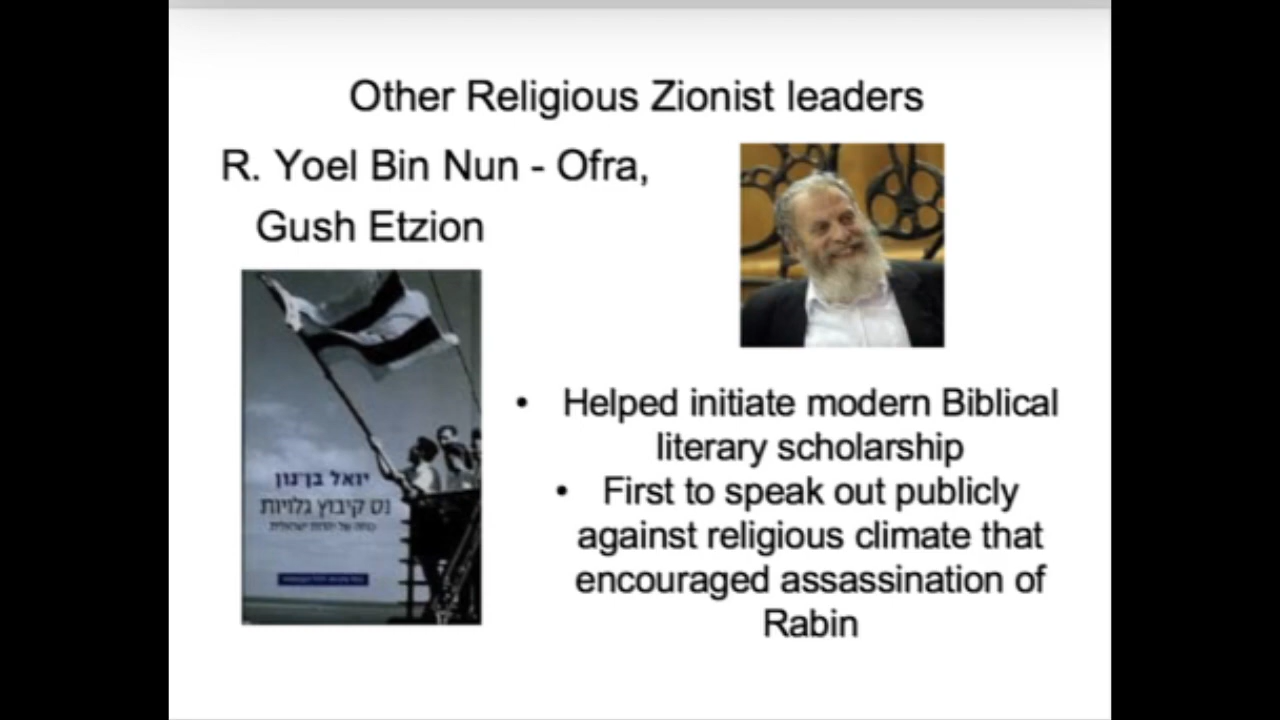 Other Religious Zionist leaders
R. Yoel Bin Nun - Ofra,
Gush Etzion
יואל בן־נון
נס קיבוץ גלויות
• Helped initiate modern Biblical
literary scholarship
• First to speak out publicly
against religious climate that
encouraged assassination of
Rabin